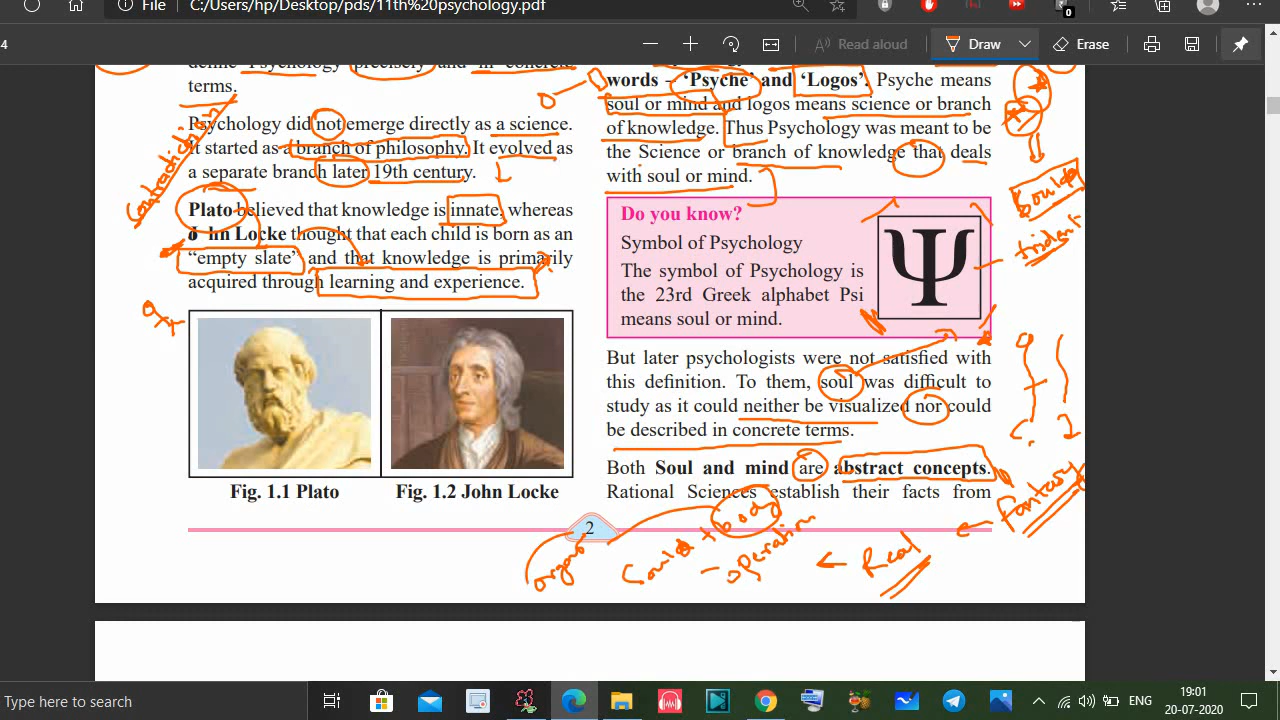 File
C:/Users/hp/Desktop/pds/11th%20psychology.pdf
4
Read aloud
Draw
Erase
define Psychology precisely and in concrete
terms.
Psychology did not emerge directly as a science.
It started as a branch of philosophy. It evolved as
a separate branch later 19th century.
Contradiction
Plato believed that knowledge is innate, whereas
John Locke thought that each child is born as an
“empty slate” and that knowledge is primarily
acquired through learning and experience.
Fig. 1.1 Plato
Fig. 1.2 John Locke
words – ‘Psyche’ and ‘Logos’. Psyche means
soul or mind and logos means science or branch
of knowledge. Thus Psychology was meant to be
the Science or branch of knowledge that deals
with soul or mind.
Do you know?
Symbol of Psychology
The symbol of Psychology is
the 23rd Greek alphabet Psi
means soul or mind.
Ψ
trident
But later psychologists were not satisfied with
this definition. To them, soul was difficult to
study as it could neither be visualized nor could
be described in concrete terms.
Both Soul and mind are abstract concepts.
Rational Sciences establish their facts from
Fantasy
2
body
organs
operation
Real
Type here to search
ENG
19:01
20-07-2020